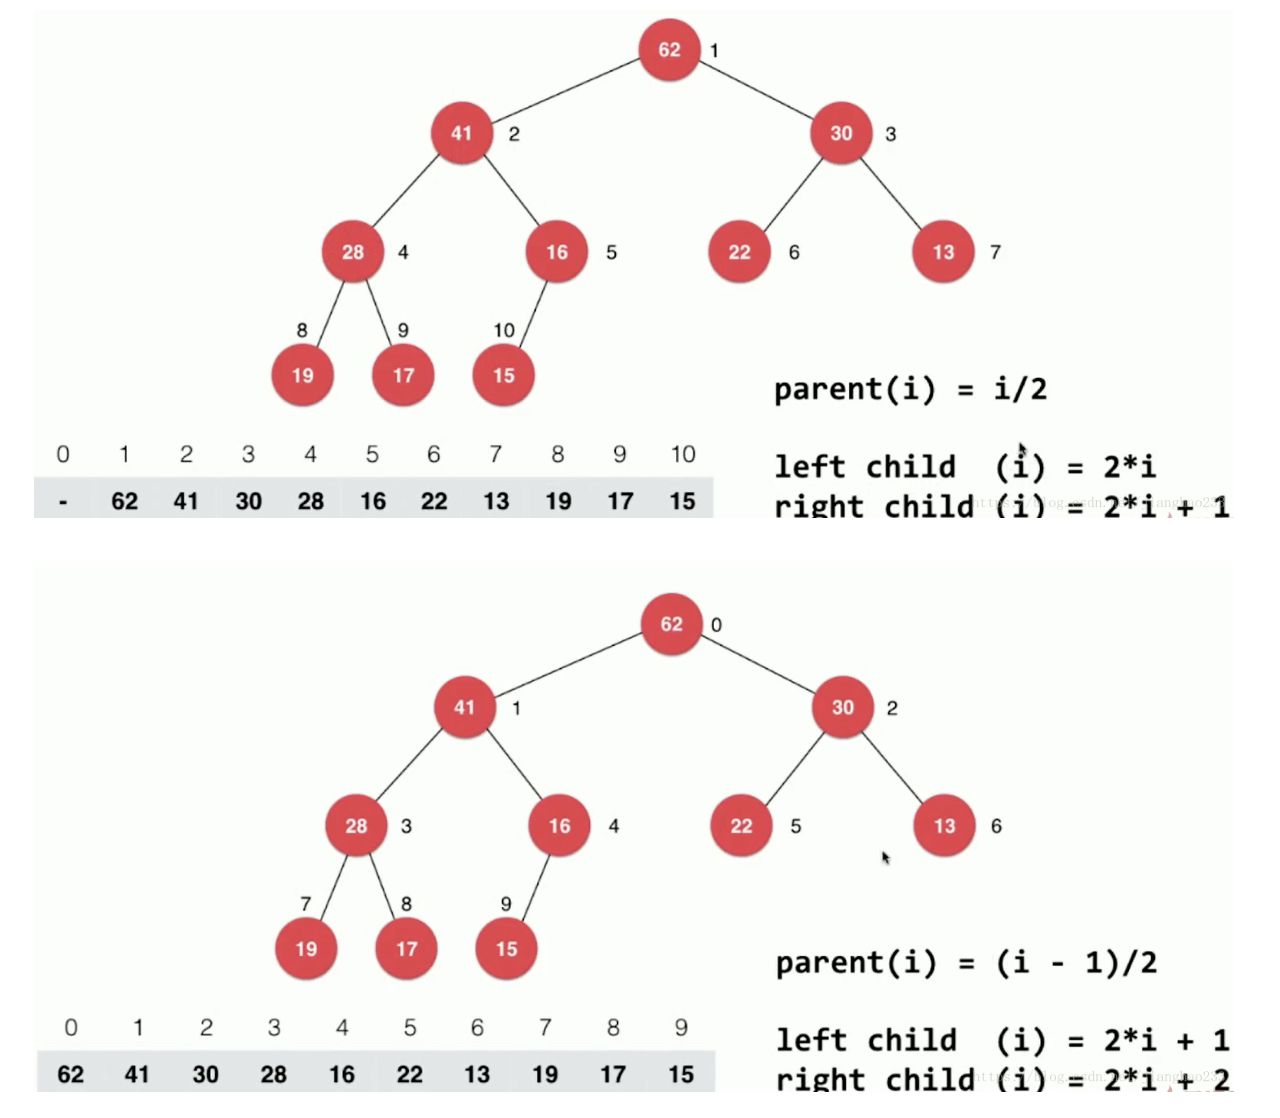 62 1
41 2 30 3
28 4 16 5 22 6 13 7
8 9 10
19 17 15
parent(i) = i/2
0 1 2 3 4 5 6 7 8 9 10
left child (i) = 2*i
- 62 41 30 28 16 22 13 19 17 15
right child (i) = 2*i + 1
62 0
41 1 30 2
28 3 16 4 22 5 13 6
7 8 9
19 17 15
parent(i) = (i - 1)/2
0 1 2 3 4 5 6 7 8 9
left child (i) = 2*i + 1
62 41 30 28 16 22 13 19 17 15
right child (i) = 2*i + 2